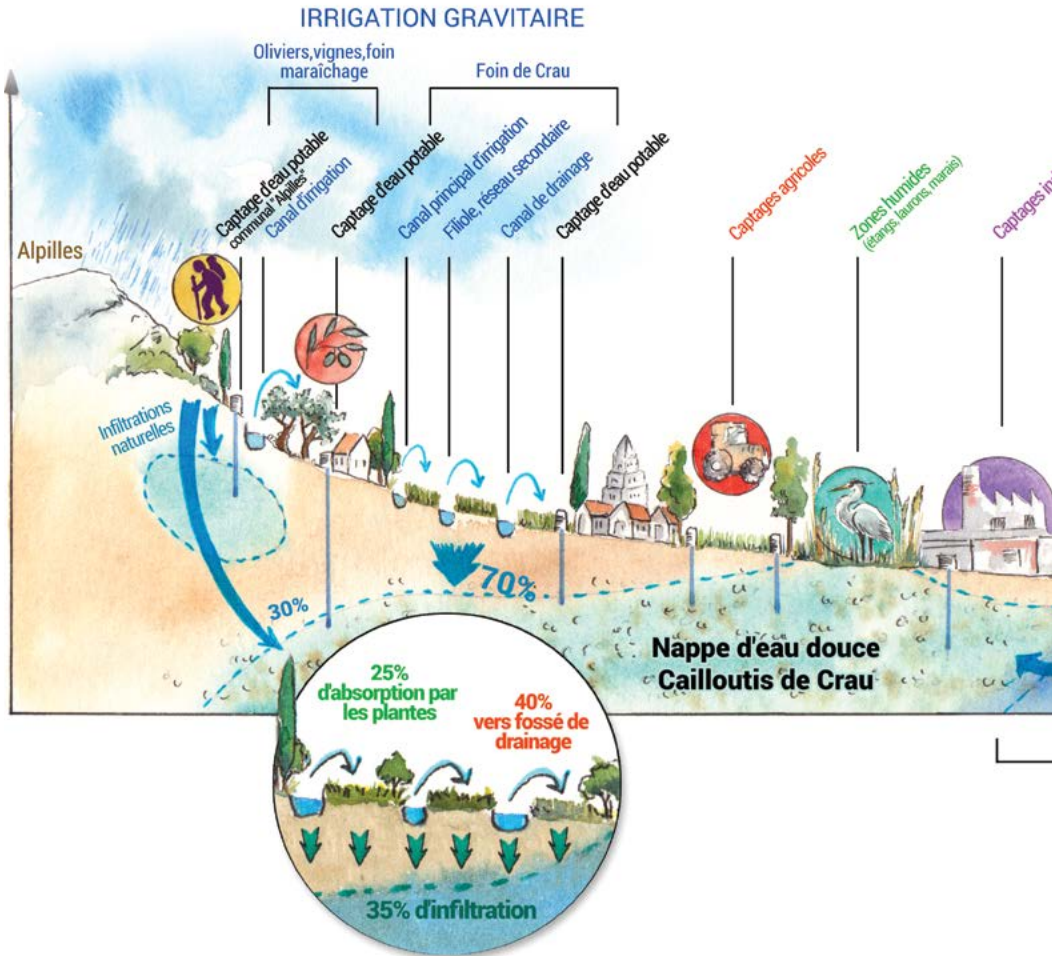 IRRIGATION GRAVITAIRE
Oliviers,vignes,foin
maraîchage
Foin de Crau
Captage d'eau potable
communal "Alpilles"
Canal d'irrigation
Captage d'eau potable
Canal principal d'irrigation
Filiole, réseau secondaire
Canal de drainage
Captage d'eau potable
Captages agricoles
Zones humides
(étangs, laurons, marais)
Captages
Alpilles
Infiltrations
naturelles
30%
70%
Nappe d'eau douce
Cailloutis de Crau
25%
d'absorption par
les plantes
40%
vers fossé de
drainage
35% d'infiltration